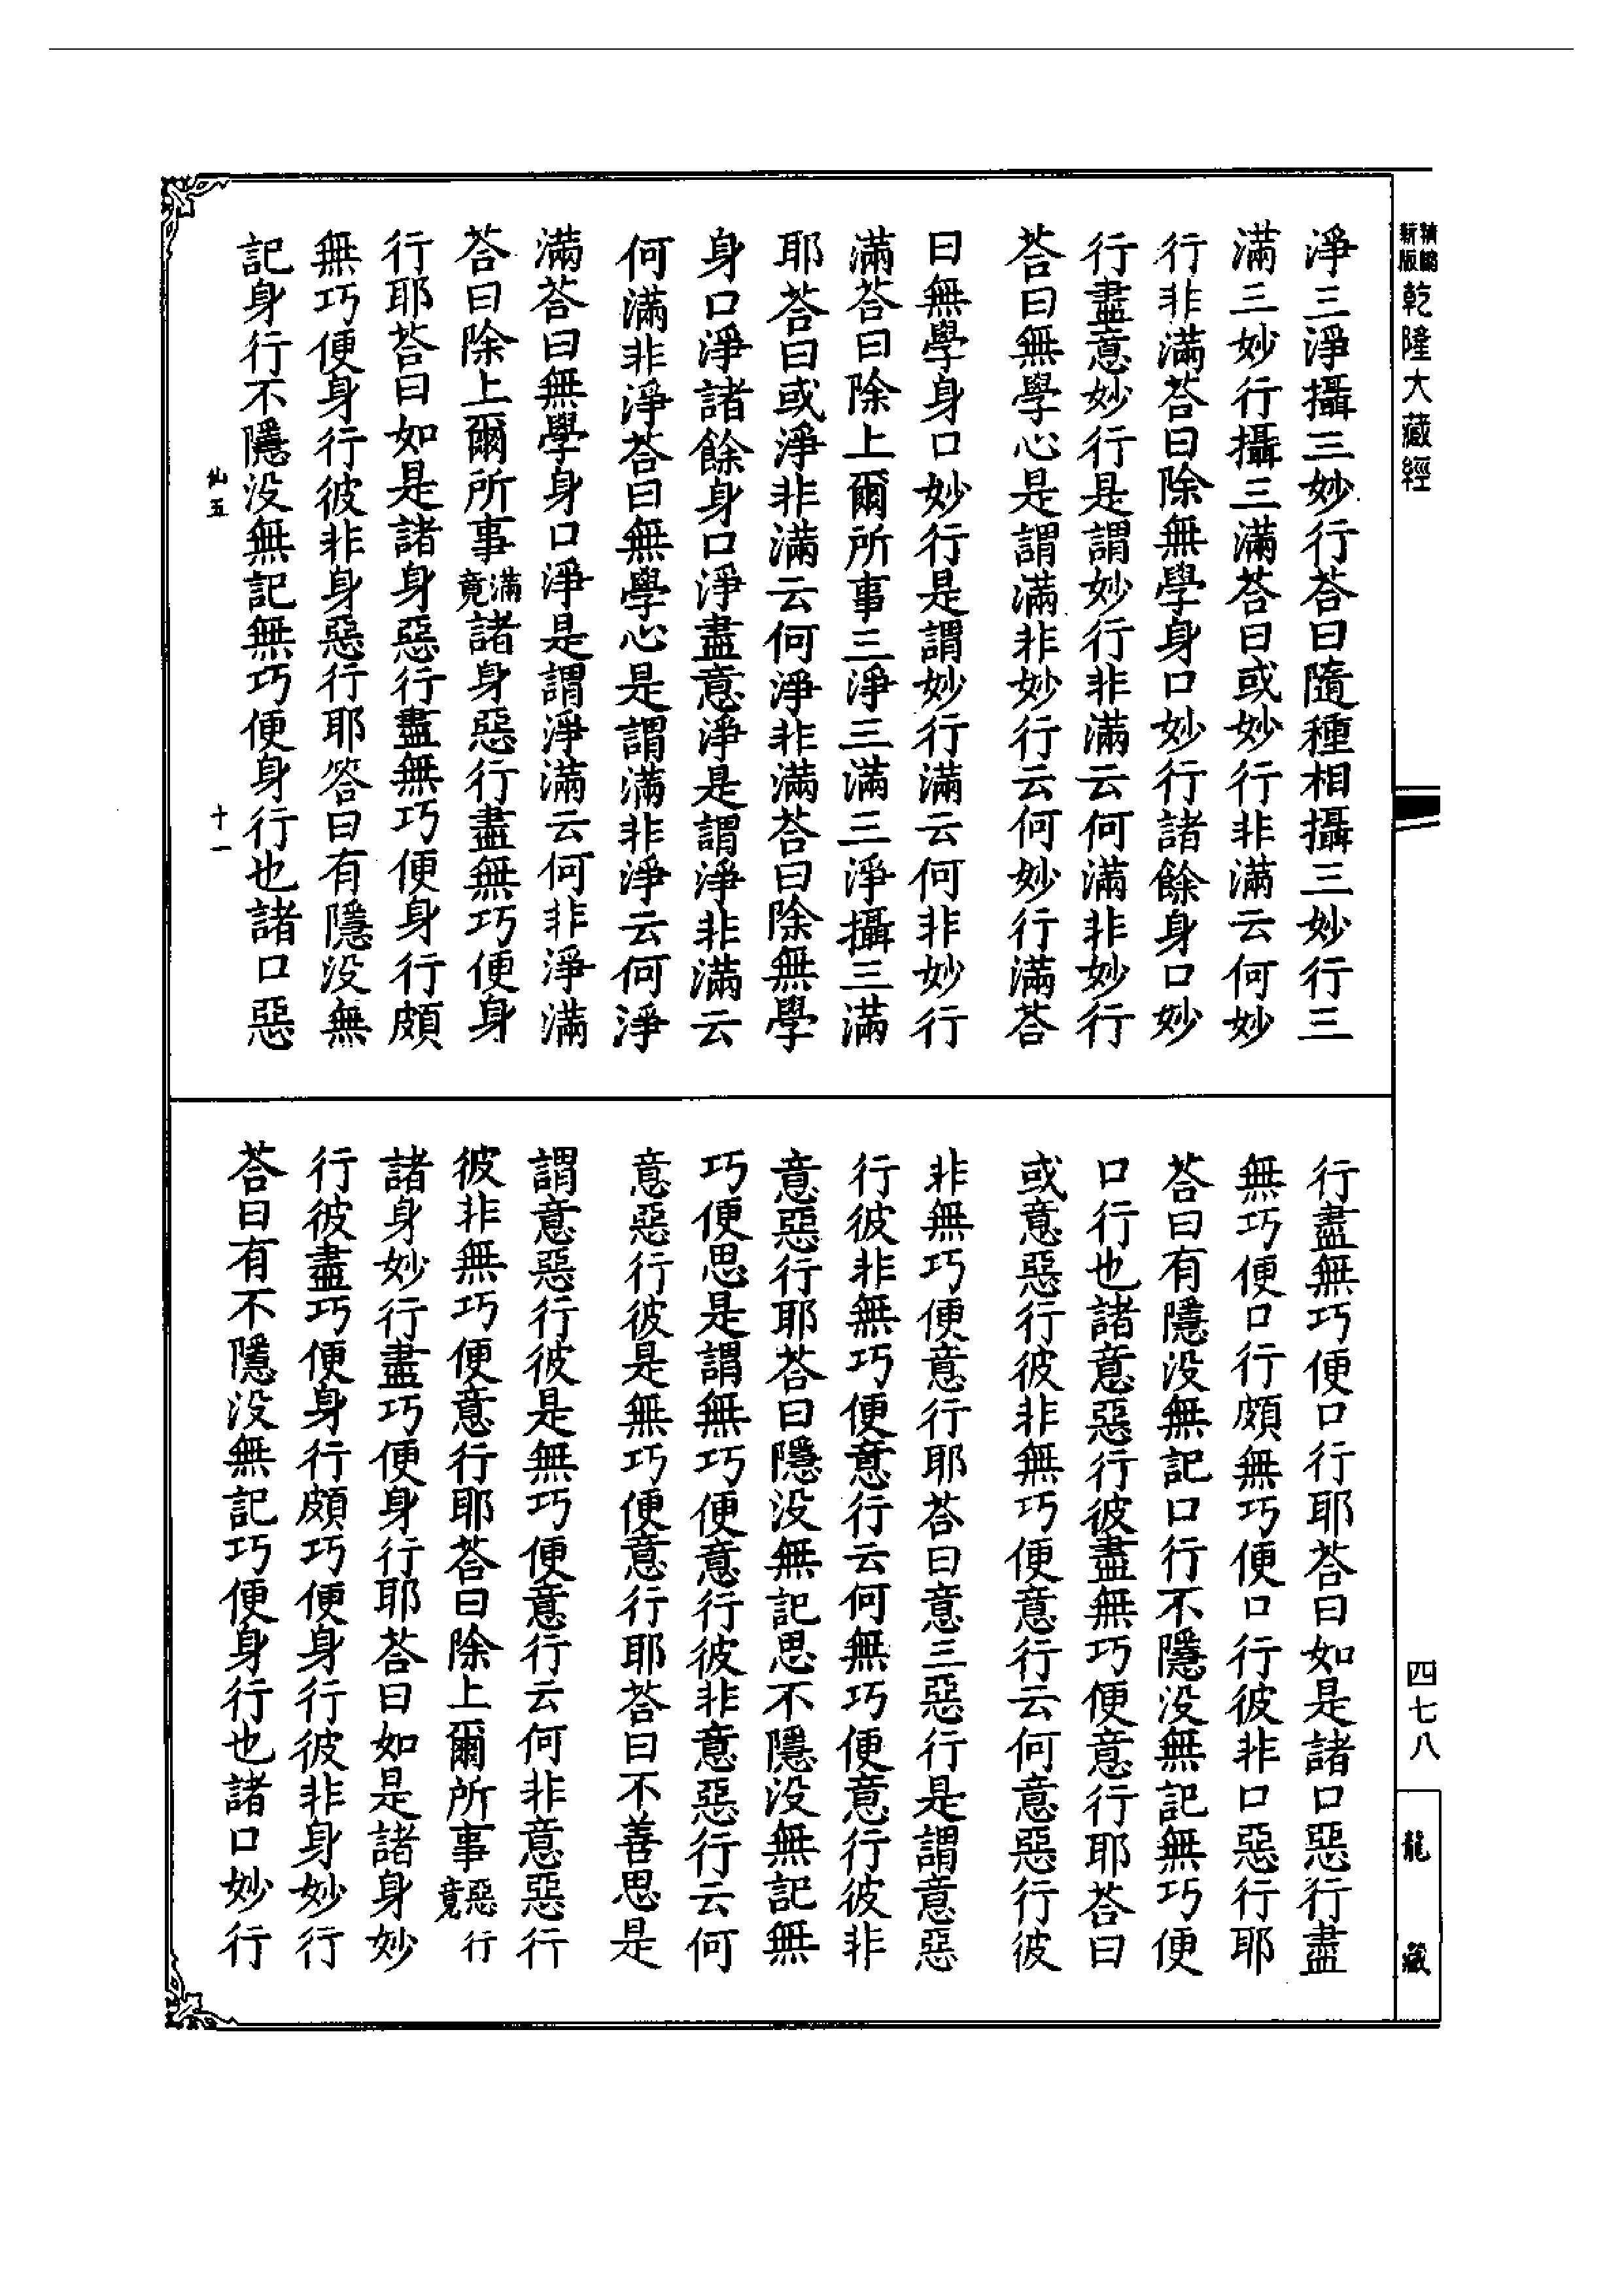 新版精縮乾隆大藏經
四七八
龍藏
淨三淨攝三妙行荅曰隨種相攝三妙行三
滿三妙行攝三滿荅曰或妙行非滿云何妙
行非滿荅曰除無學身口妙行諸餘身口妙
行盡意妙行是謂妙行非滿云何滿非妙行
荅曰無學心是謂滿非妙行云何妙行滿荅
曰無學身口妙行是謂妙行滿云何非妙行
滿荅曰除上爾所事三淨三滿三淨攝三滿
耶荅曰或淨非滿云何淨非滿荅曰除無學
身口淨諸餘身口淨盡意淨是謂淨非滿云
何滿非淨荅曰無學心是謂滿非淨云何淨
滿荅曰無學身口淨是謂淨滿云何非淨滿
荅曰除上爾所事滿竟諸身惡行盡無巧便身
行耶荅曰如是諸身惡行盡無巧便身行頗
無巧便身行彼非身惡行耶答曰有隱没無
記身行不隱没無記無巧便身行也諸口惡
仙五 十一
行盡無巧便口行耶荅曰如是諸口惡行盡
無巧便口行頗無巧便口行彼非口惡行耶
荅曰有隱没無記口行不隱没無記無巧便
口行也諸意惡行彼盡無巧便意行耶荅曰
或意惡行彼非無巧便意行云何意惡行彼
非無巧便意行耶荅曰意三惡行是謂意惡
行彼非無巧便意行云何無巧便意行彼非
意惡行耶荅曰隱没無記思不隱没無記無
巧便思是謂無巧便意行彼非意惡行云何
意惡行彼是無巧便意行耶荅曰不善思是
謂意惡行彼是無巧便意行云何非意惡行
彼非無巧便意行耶荅曰除上爾所事惡行竟
諸身妙行盡巧便身行耶荅曰如是諸身妙
行彼盡巧便身行頗巧便身行彼非身妙行
荅曰有不隱没無記巧便身行也諸口妙行